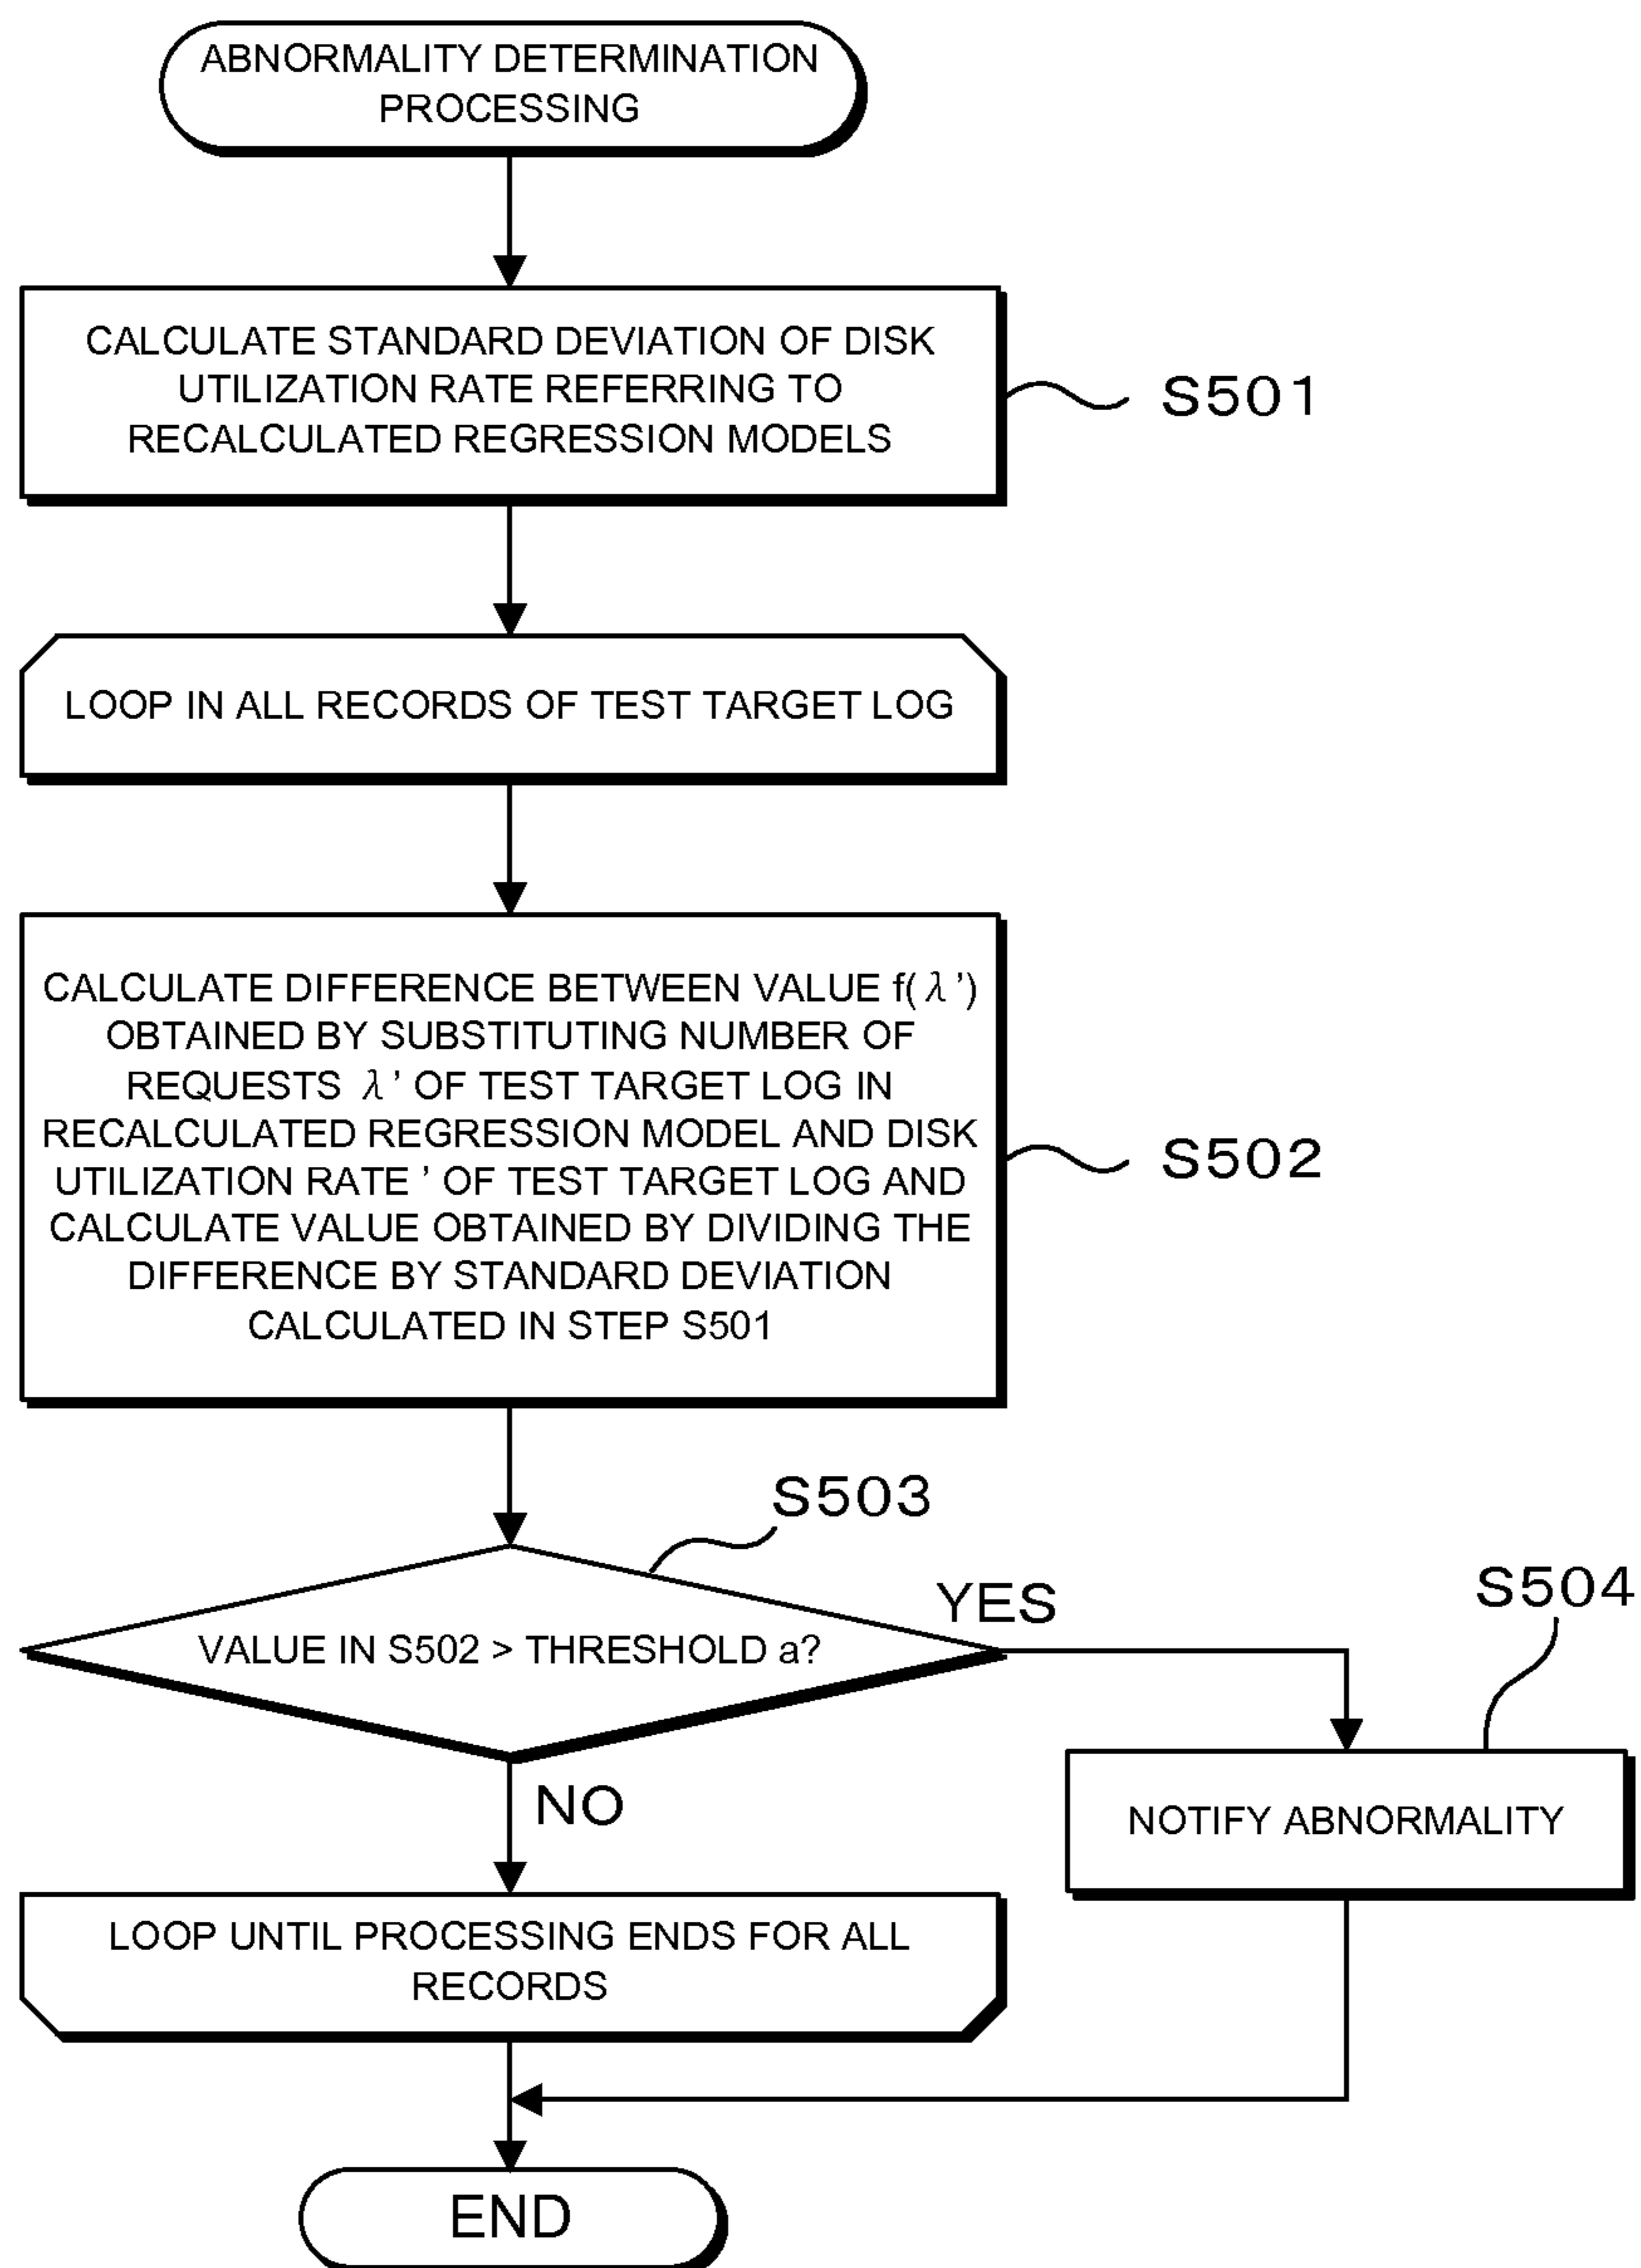 ABNORMALITY DETERMINATION
PROCESSING
CALCULATE STANDARD DEVIATION OF DISK
UTILIZATION RATE REFERRING TO
RECALCULATED REGRESSION MODELS
S501
LOOP IN ALL RECORDS OF TEST TARGET LOG
CALCULATE DIFFERENCE BETWEEN VALUE f(λ')
OBTAINED BY SUBSTITUTING NUMBER OF
REQUESTS λ' OF TEST TARGET LOG IN
RECALCULATED REGRESSION MODEL AND DISK
UTILIZATION RATE ' OF TEST TARGET LOG AND
CALCULATE VALUE OBTAINED BY DIVIDING THE
DIFFERENCE BY STANDARD DEVIATION
CALCULATED IN STEP S501
S502
S503
VALUE IN S502 > THRESHOLD a?
YES
S504
NO
NOTIFY ABNORMALITY
LOOP UNTIL PROCESSING ENDS FOR ALL
RECORDS
END